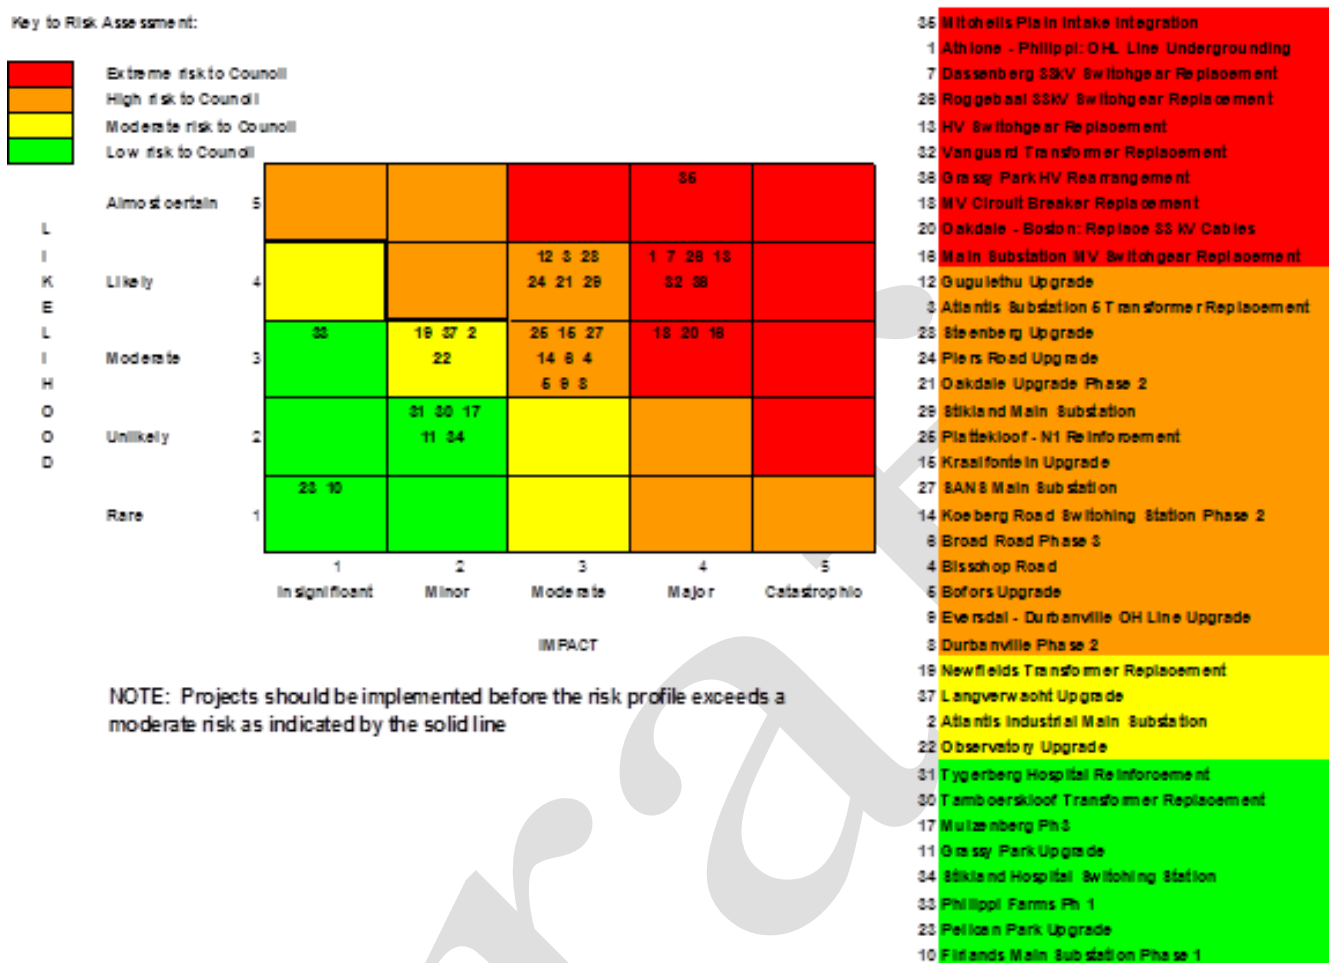 Key to Risk Assessment:
Extreme risk to Council
High risk to Council
Moderate risk to Council
Low risk to Council
LIKELIHOOD
Almost certain 5
35
Likely 4
12 3 28
24 21 29
1 7 26 13
32 36
Moderate 3
33
19 37 2
22
25 15 27
14 6 4
5 9 8
18 20 16
Unlikely 2
31 30 17
11 34
Rare 1
23 10
1 2 3 4 5
Insignificant Minor Moderate Major Catastrophic
IMPACT
NOTE: Projects should be implemented before the risk profile exceeds a
moderate risk as indicated by the solid line
35 Mitchells Plain Intake Integration
1 Athlone - Philippi: OHL Line Undergrounding
7 Dassenberg 33kV Switchgear Replacement
26 Roggebaai 33kV Switchgear Replacement
13 HV Switchgear Replacement
32 Vanguard Transformer Replacement
36 Grassy Park HV Rearrangement
18 MV Circuit Breaker Replacement
20 Oakdale - Boston: Replace 33 kV Cables
16 Main Substation MV Switchgear Replacement
12 Gugulethu Upgrade
3 Atlantis Substation 5 Transformer Replacement
28 Steenberg Upgrade
24 Piers Road Upgrade
21 Oakdale Upgrade Phase 2
29 Stikland Main Substation
25 Plattekloof - N1 Reinforcement
15 Kraaifontein Upgrade
27 SANS Main Substation
14 Koeberg Road Switching Station Phase 2
6 Broad Road Phase 3
4 Bisschop Road
5 Bofors Upgrade
9 Eversdal - Durbanville OH Line Upgrade
8 Durbanville Phase 2
19 Newfields Transformer Replacement
37 Langverwacht Upgrade
2 Atlantis Industrial Main Substation
22 Observatory Upgrade
31 Tygerberg Hospital Reinforcement
30 Tamboerskloof Transformer Replacement
17 Muizenberg Ph3
11 Grassy Park Upgrade
34 Stikland Hospital Switching Station
33 Philippi Farms Ph 1
23 Pelican Park Upgrade
10 Firlands Main Substation Phase 1